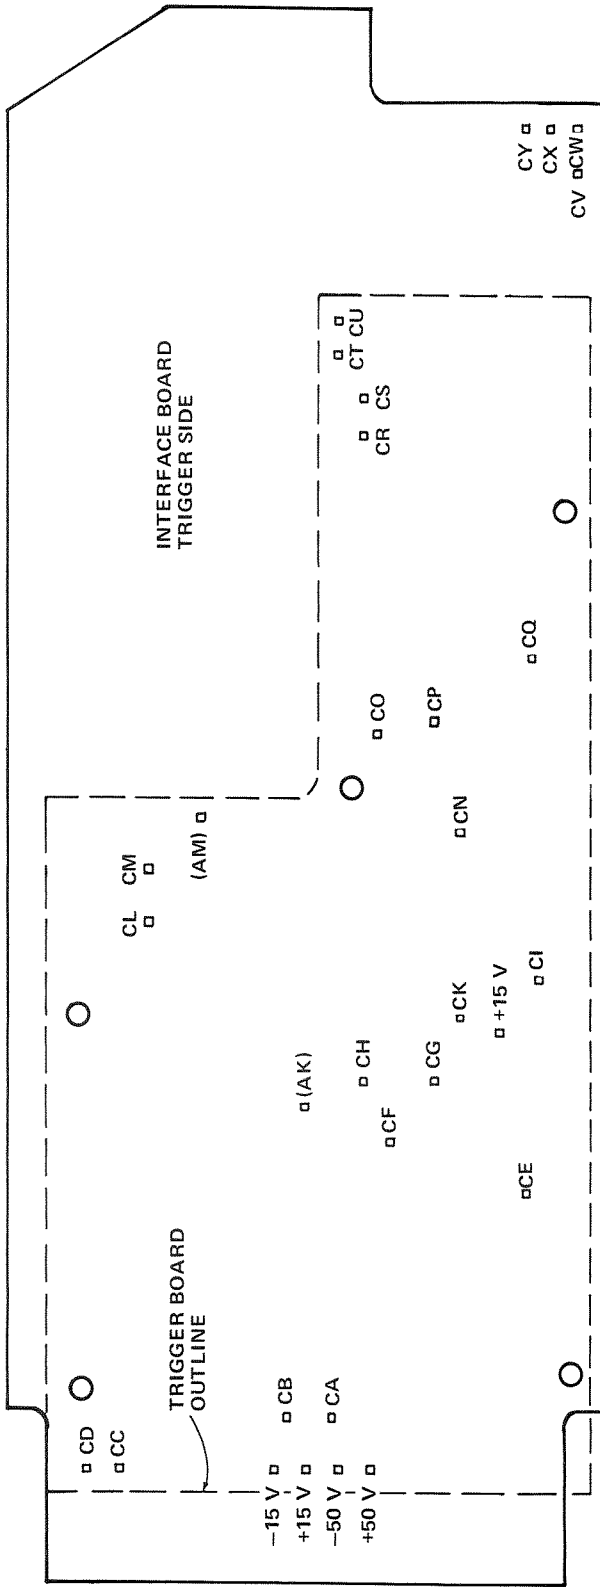 CY
CX
CW
CV
CU
CT
CS
CR
INTERFACE BOARD
TRIGGER SIDE
CQ
CO
CP
CN
CM
(AM)
CL
CI
+15 V
CK
CH
CG
(AK)
CF
CE
TRIGGER BOARD
OUTLINE
CB
CA
CD
CC
−15 V
+15 V
−50 V
+50 V